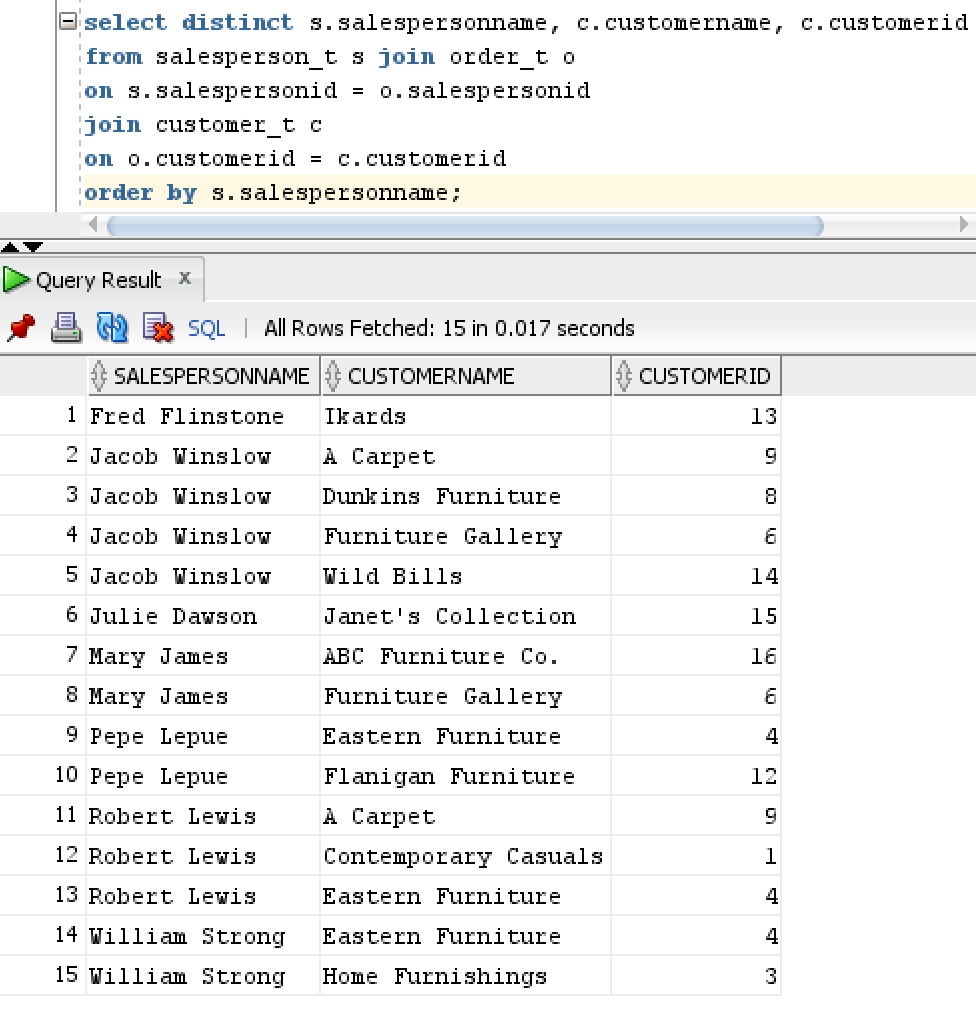 select distinct s.salespersonname, c.customername, c.customerid
from salesperson_t s join order_t o
on s.salespersonid = o.salespersonid
join customer_t c
on o.customerid = c.customerid
order by s.salespersonname;
Query Result x
SQL | All Rows Fetched: 15 in 0.017 seconds
SALESPERSONNAME CUSTOMERNAME CUSTOMERID
1 Fred Flinstone Ikards 13
2 Jacob Winslow A Carpet 9
3 Jacob Winslow Dunkins Furniture 8
4 Jacob Winslow Furniture Gallery 6
5 Jacob Winslow Wild Bills 14
6 Julie Dawson Janet's Collection 15
7 Mary James ABC Furniture Co. 16
8 Mary James Furniture Gallery 6
9 Pepe Lepue Eastern Furniture 4
10 Pepe Lepue Flanigan Furniture 12
11 Robert Lewis A Carpet 9
12 Robert Lewis Contemporary Casuals 1
13 Robert Lewis Eastern Furniture 4
14 William Strong Eastern Furniture 4
15 William Strong Home Furnishings 3